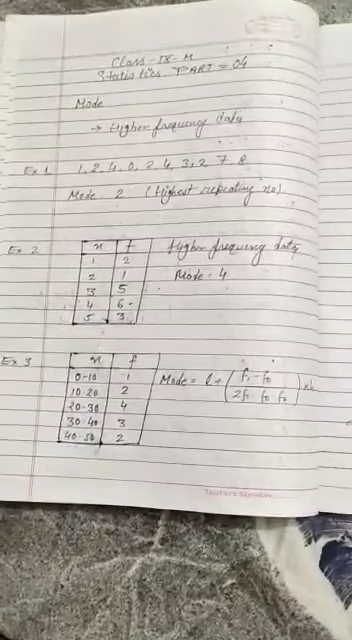 Class - IX - M
Statistics PART = 04
Mode
→ Higher frequency data
Ex 1 1, 2, 4, 0, 2, 4, 3, 2, 7, 8
Mode = 2 (Highest repeating no)
Ex 2 x f Higher frequency data
1 2 Mode = 4
2 1
3 5
4 6
5 3
Ex 3 x f
0-10 1 Mode = l + (f₁ - f₀ / 2f₁ - f₀ f₂) × h
10-20 2
20-30 4
30-40 3
40-50 2
Teacher's Signature